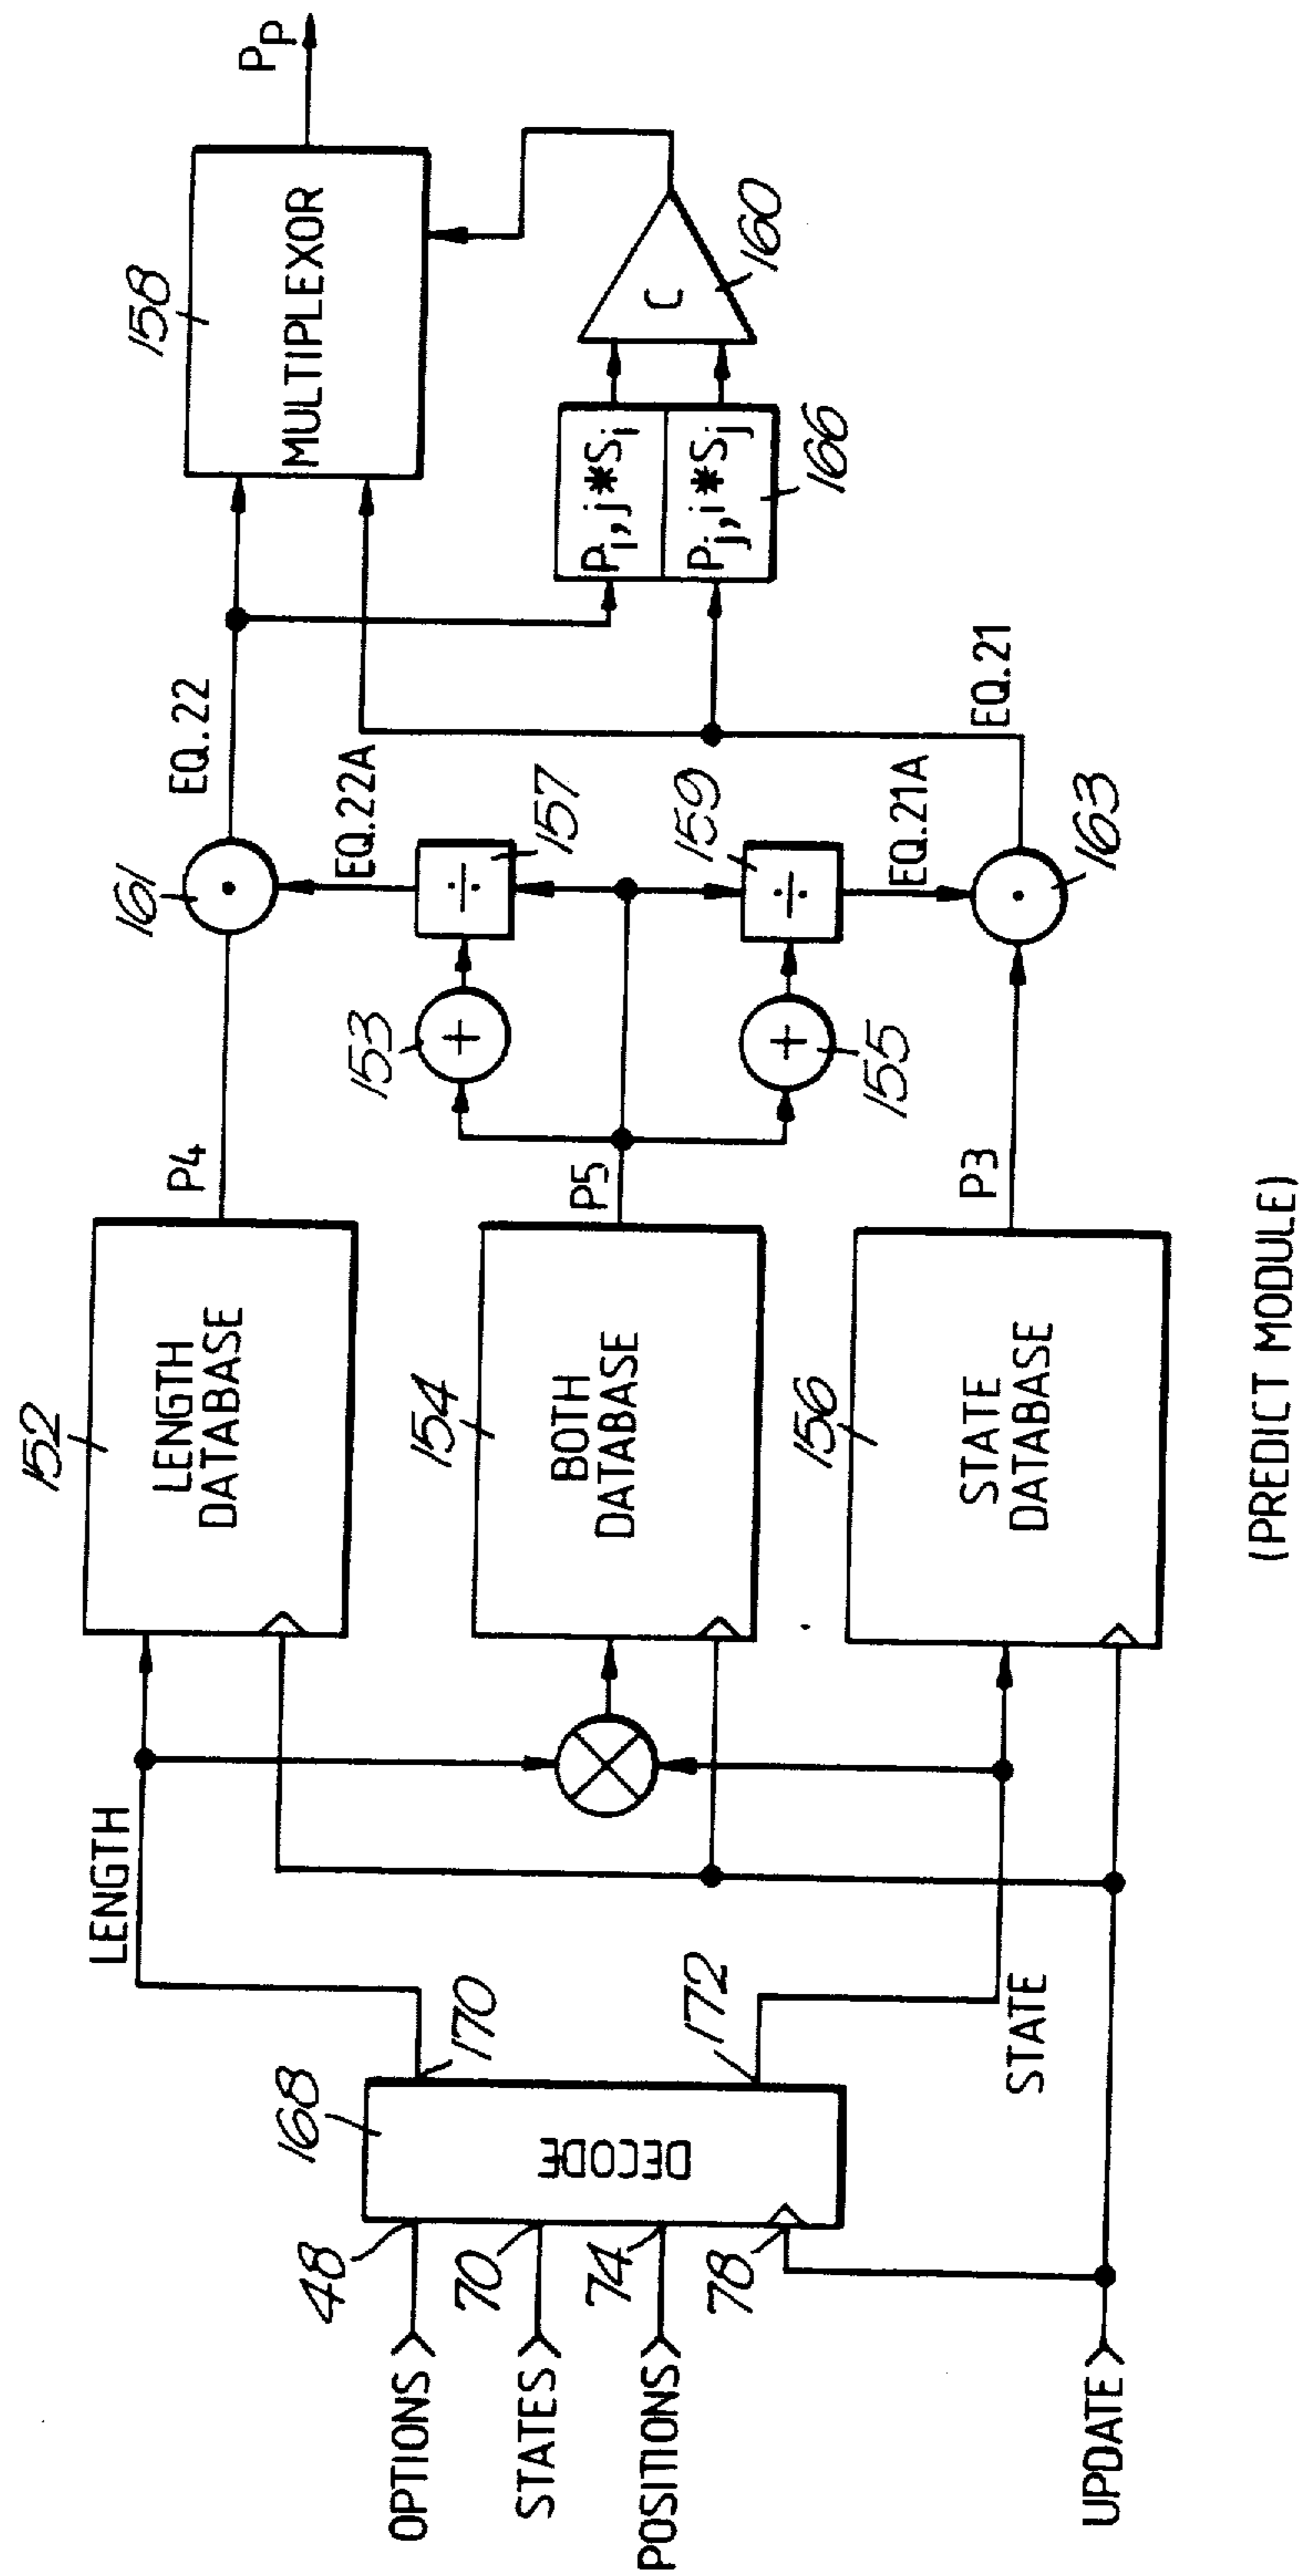 OPTIONS
STATES
POSITIONS
UPDATE
48
70
74
78
168
DECODE
170
172
LENGTH
STATE
152
LENGTH
DATABASE
154
BOTH
DATABASE
156
STATE
DATABASE
P4
P5
P3
153
+
155
+
161
157
÷
159
÷
163
EQ.22A
EQ.21A
EQ.22
EQ.21
158
MULTIPLEXOR
Pi,j*Si
Pj,i*Sj
166
C
160
Pp
(PREDICT MODULE)